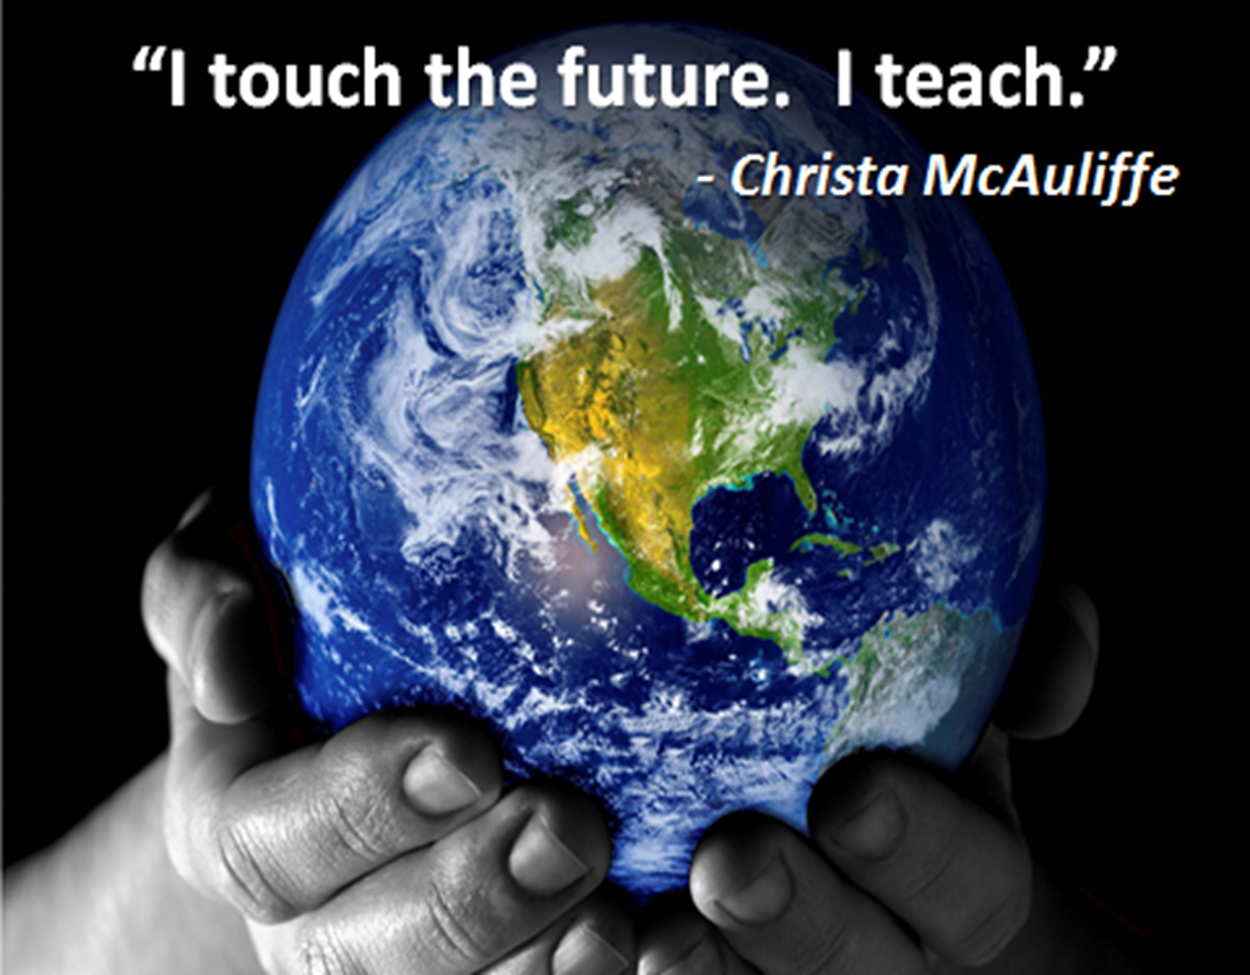 “I touch the future.  I teach.”
- Christa McAuliffe